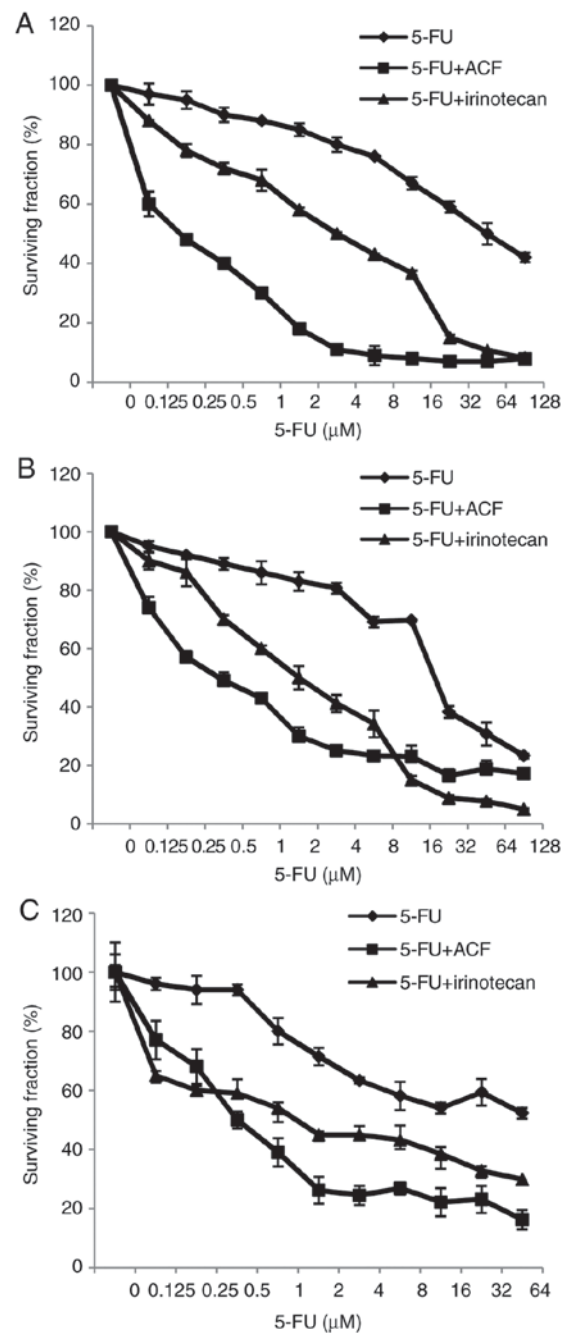 A
120
100
80
60
40
20
0
Surviving fraction (%)
5-FU
5-FU+ACF
5-FU+irinotecan
0 0.125 0.25 0.5 1 2 4 8 16 32 64 128
5-FU (μM)
B
120
100
80
60
40
20
0
Surviving fraction (%)
5-FU
5-FU+ACF
5-FU+irinotecan
0 0.125 0.25 0.5 1 2 4 8 16 32 64 128
5-FU (μM)
C
120
100
80
60
40
20
0
Surviving fraction (%)
5-FU
5-FU+ACF
5-FU+irinotecan
0 0.125 0.25 0.5 1 2 4 8 16 32 64
5-FU (μM)